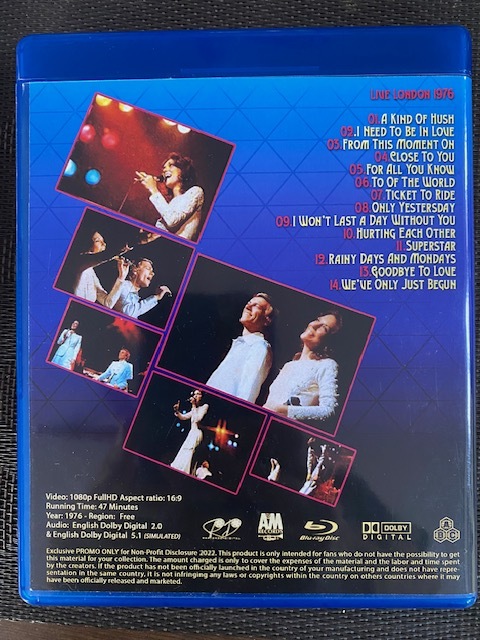 LIVE LONDON 1976
01.A KIND OF HUSH
02.I NEED TO BE IN LOVE
03.FROM THIS MOMENT ON
04.CLOSE TO YOU
05.FOR ALL YOU KNOW
06.TO OF THE WORLD
07.TICKET TO RIDE
08.ONLY YESTERDAY
09.I WON'T LAST A DAY WITHOUT YOU
10.HURTING EACH OTHER
11.SUPERSTAR
12.RAINY DAYS AND MONDAYS
13.GOODBYE TO LOVE
14.WE'VE ONLY JUST BEGUN
Video: 1080p FullHD Aspect ratio: 16:9
Running Time: 47 Minutes
Year: 1976 - Region: Free
Audio: English Dolby Digital 2.0
& English Dolby Digital 5.1 (SIMULATED)
A&M
RECORDS
Blu-ray Disc
DOLBY
DIGITAL
Exclusive PROMO ONLY for Non-Profit Disclosure 2022. This product is only intended for fans who do not have the possibility to get
this material for your collection. The amount charged is only to cover the expenses of the material and the labor and time spent
by the creators. If the product has not been officially launched in the country of your manufacturing and does not have repre-
sentation in the same country, it is not infringing any laws or copyrights within the country on others countries where it may
have been officially released and marketed.